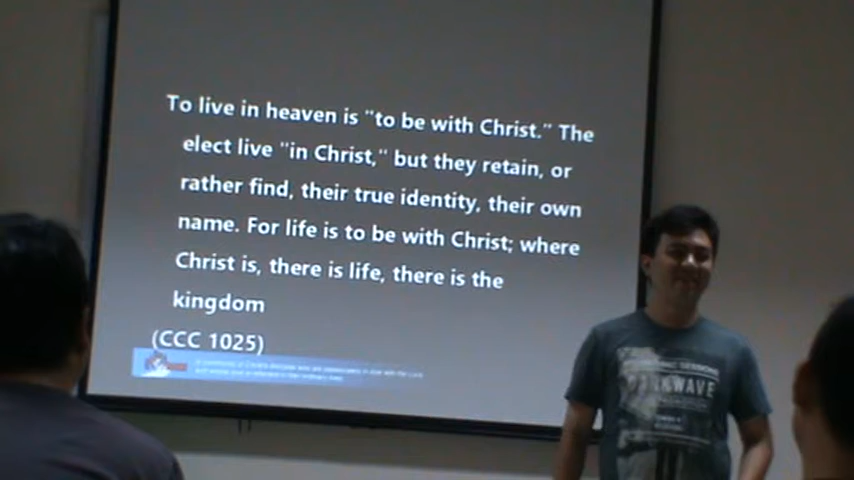 To live in heaven is "to be with Christ." The
elect live "in Christ," but they retain, or
rather find, their true identity, their own
name. For life is to be with Christ; where
Christ is, there is life, there is the
kingdom
(CCC 1025)